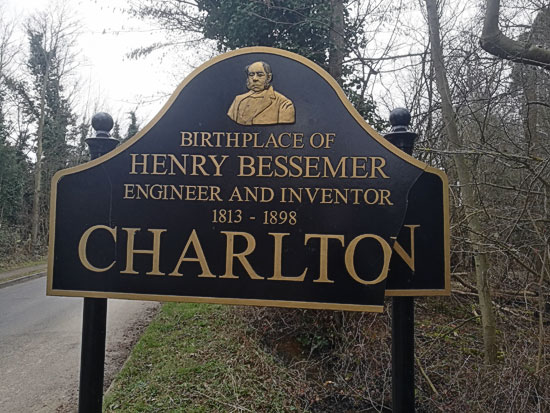 BIRTHPLACE OF
HENRY BESSEMER
ENGINEER AND INVENTOR
1813 - 1898
CHARLTON